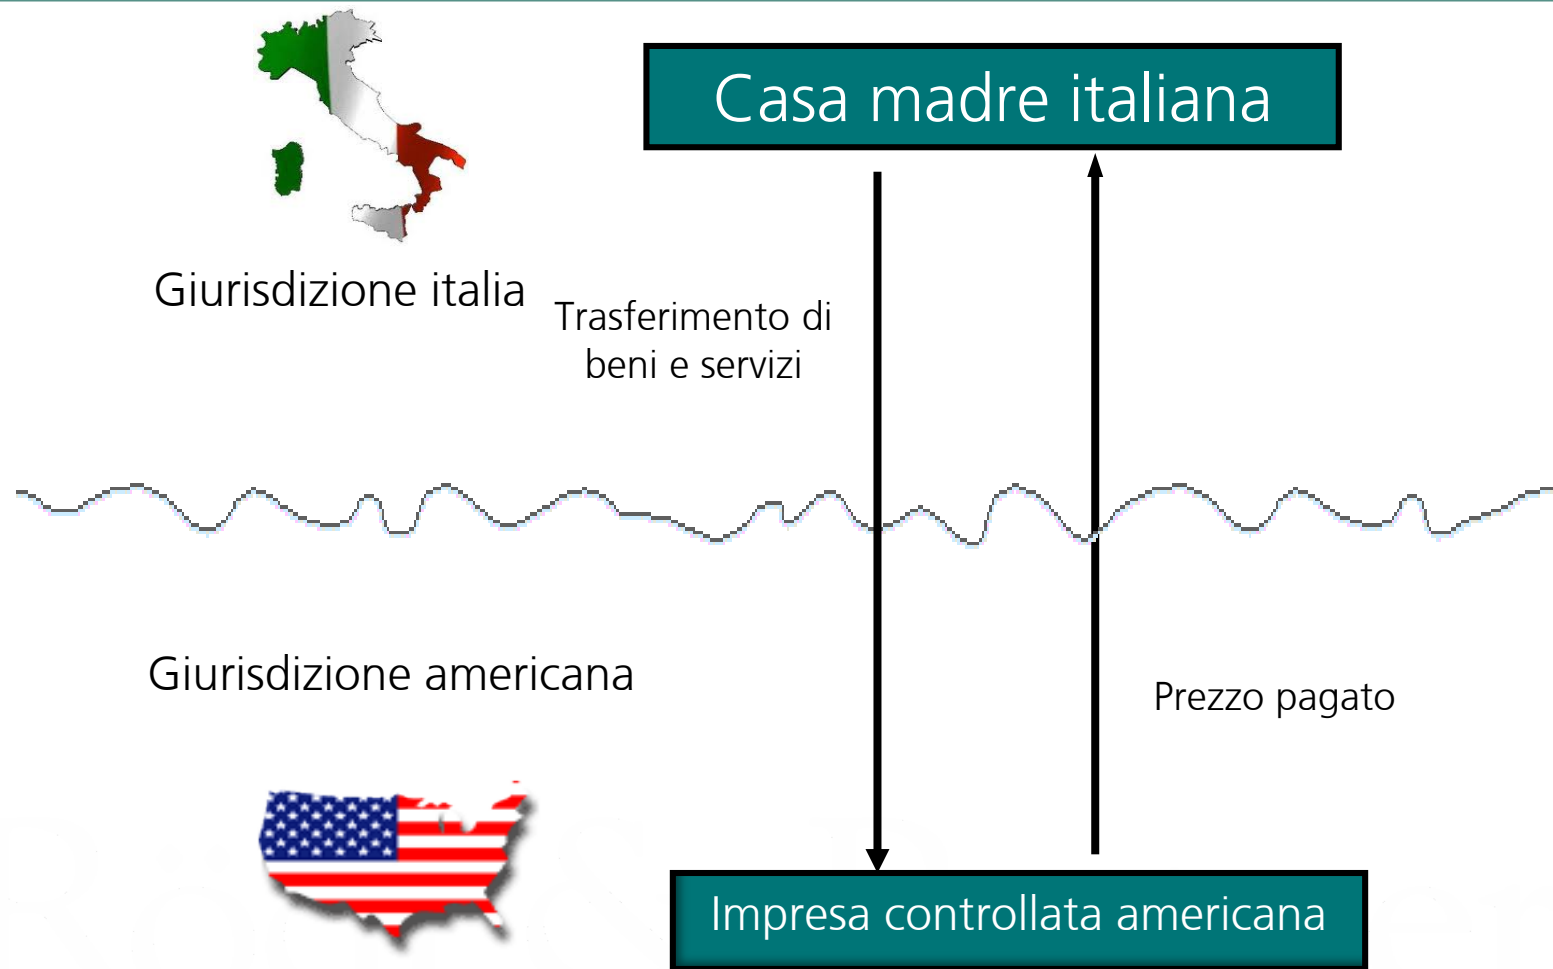 Casa madre italiana
Giurisdizione italia
Trasferimento di
beni e servizi
Giurisdizione americana
Prezzo pagato
Impresa controllata americana